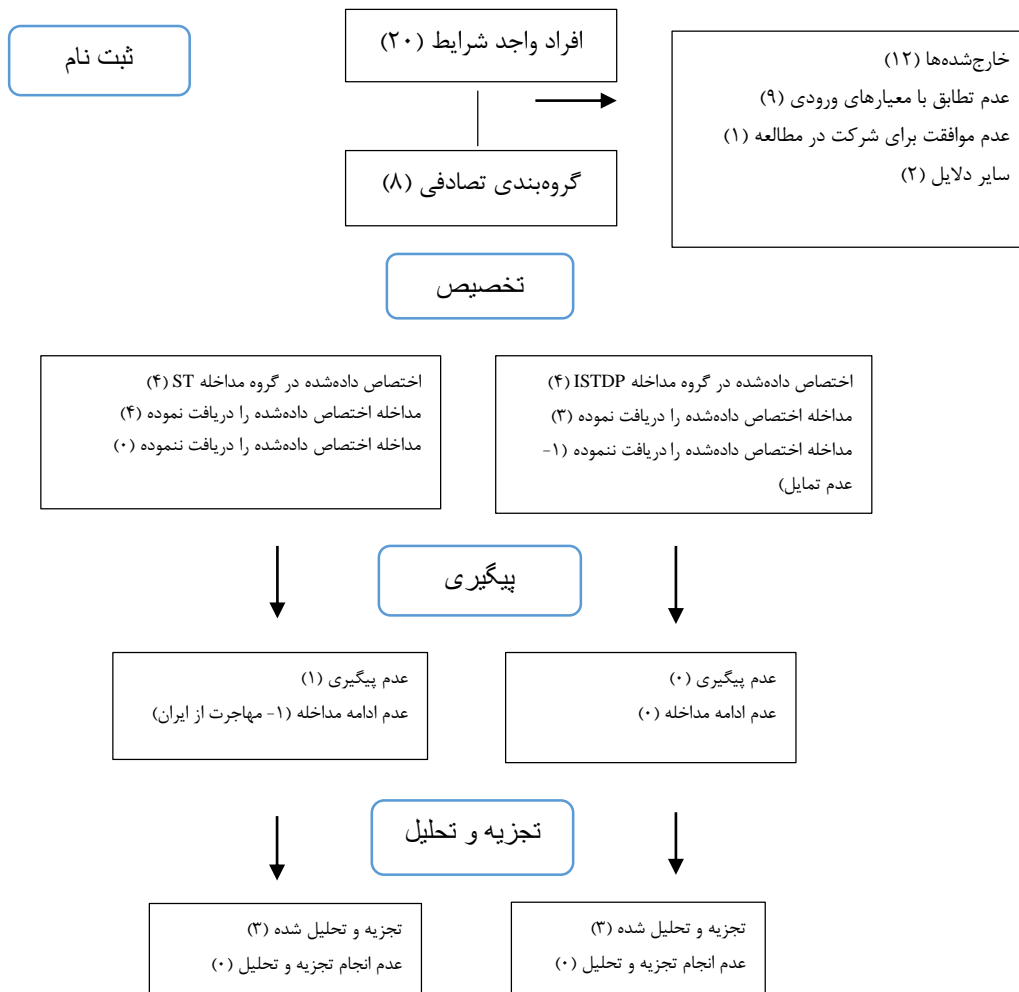 ثبت نام
افراد واجد شرایط (۲۰)
خارج‌شده‌ها (۱۲)
عدم تطابق با معیارهای ورودی (۹)
عدم موافقت برای شرکت در مطالعه (۱)
سایر دلایل (۲)
گروه‌بندی تصادفی (۸)
تخصیص
اختصاص داده‌شده در گروه مداخله ISTDP (۴)
مداخله اختصاص داده‌شده را دریافت نموده (۳)
مداخله اختصاص داده‌شده را دریافت ننموده (۱-
عدم تمایل)
اختصاص داده‌شده در گروه مداخله ST (۴)
مداخله اختصاص داده‌شده را دریافت نموده (۴)
مداخله اختصاص داده‌شده را دریافت ننموده (۰)
پیگیری
عدم پیگیری (۰)
عدم ادامه مداخله (۰)
عدم پیگیری (۱)
عدم ادامه مداخله (۱- مهاجرت از ایران)
تجزیه و تحلیل
تجزیه و تحلیل شده (۳)
عدم انجام تجزیه و تحلیل (۰)
تجزیه و تحلیل شده (۳)
عدم انجام تجزیه و تحلیل (۰)